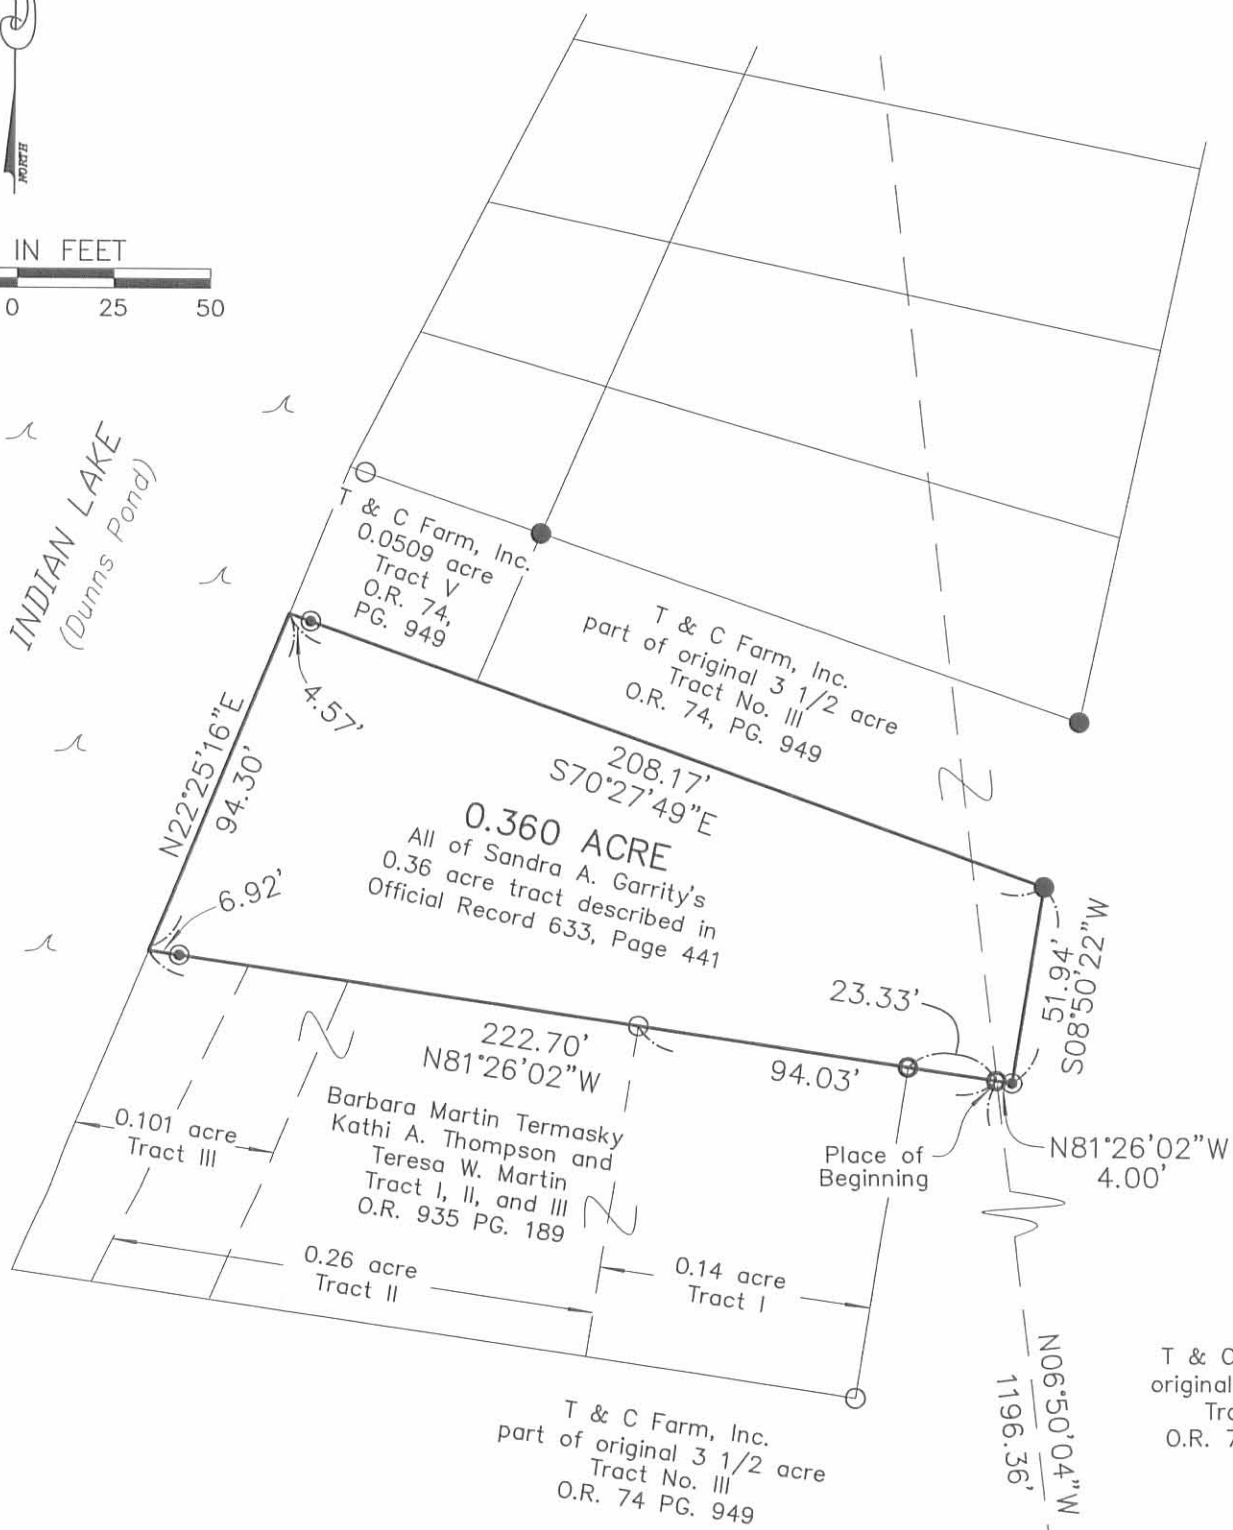 NORTH
IN FEET
0 25 50
INDIAN LAKE
(Dunns Pond)
T & C Farm, Inc.
0.0509 acre
Tract V
O.R. 74,
PG. 949
T & C Farm, Inc.
part of original 3 1/2 acre
Tract No. III
O.R. 74, PG. 949
4.57'
N22°25'16"E
94.30'
208.17'
S70°27'49"E
0.360 ACRE
All of Sandra A. Garrity's
0.36 acre tract described in
Official Record 633, Page 441
6.92'
51.94'
S08°50'22"W
23.33'
222.70'
N81°26'02"W
94.03'
Place of
Beginning
N81°26'02"W
4.00'
Barbara Martin Termasky
Kathi A. Thompson and
Teresa W. Martin
Tract I, II, and III
O.R. 935 PG. 189
0.101 acre
Tract III
0.26 acre
Tract II
0.14 acre
Tract I
N06°50'04"W
1196.36'
T & C
original
Tra
O.R. 7
T & C Farm, Inc.
part of original 3 1/2 acre
Tract No. III
O.R. 74 PG. 949